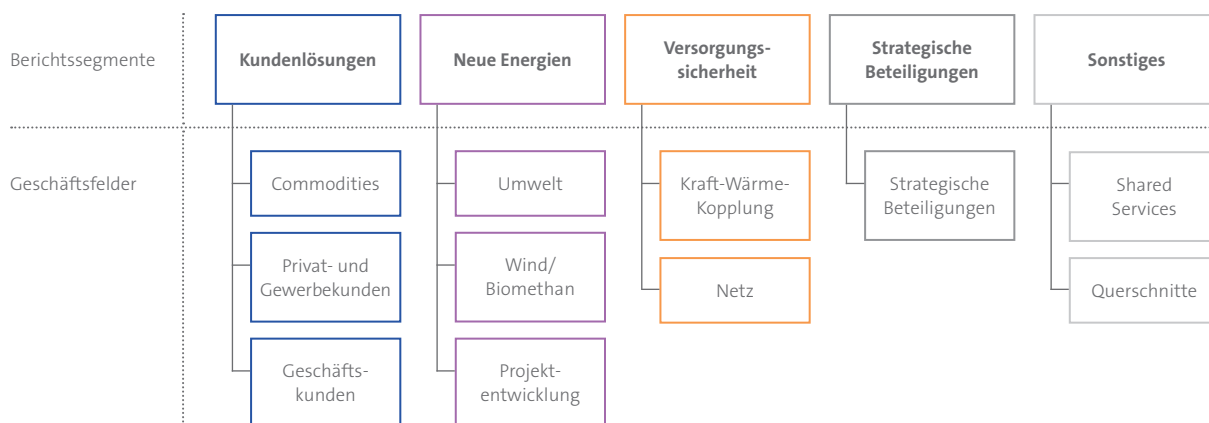 Berichtssegmente
Kundenlösungen
Neue Energien
Versorgungs-
sicherheit
Strategische
Beteiligungen
Sonstiges
Geschäftsfelder
Commodities
Privat- und
Gewerbekunden
Geschäfts-
kunden
Umwelt
Wind/
Biomethan
Projekt-
entwicklung
Kraft-Wärme-
Kopplung
Netz
Strategische
Beteiligungen
Shared
Services
Querschnitte